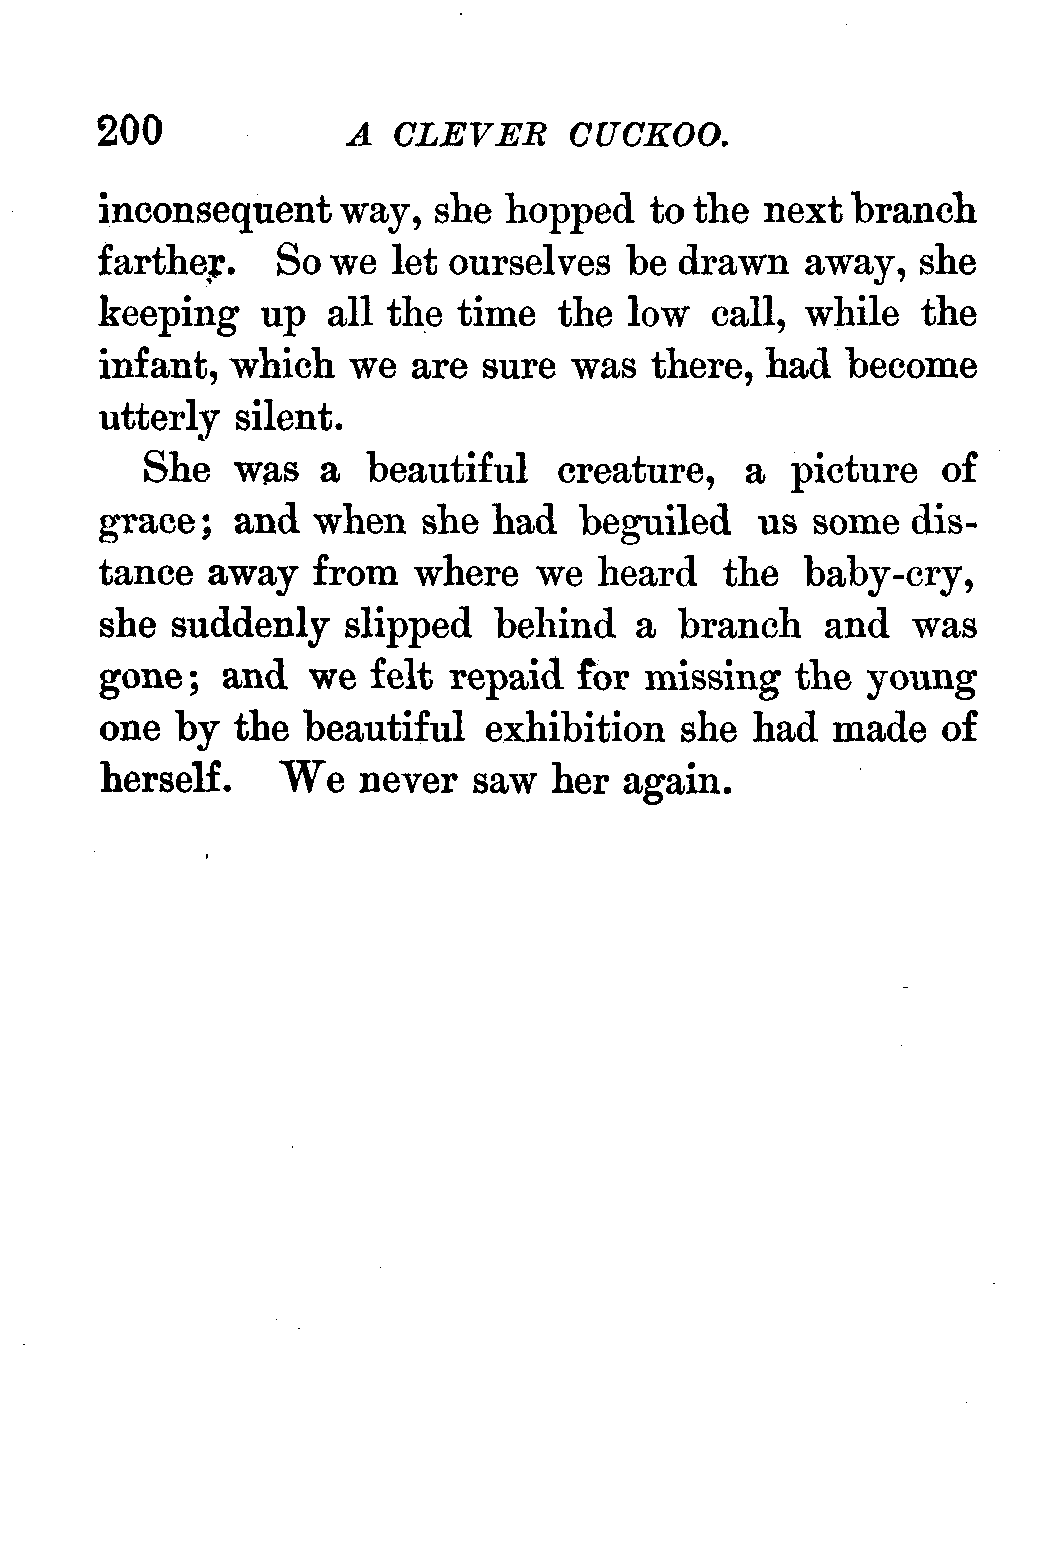 200 A CLEVER CUCKOO.
inconsequent way, she hopped to the next branch
farther. So we let ourselves be drawn away, she
keeping up all the time the low call, while the
infant, which we are sure was there, had become
utterly silent.
She was a beautiful creature, a picture of
grace; and when she had beguiled us some dis-
tance away from where we heard the baby-cry,
she suddenly slipped behind a branch and was
gone; and we felt repaid for missing the young
one by the beautiful exhibition she had made of
herself. We never saw her again.